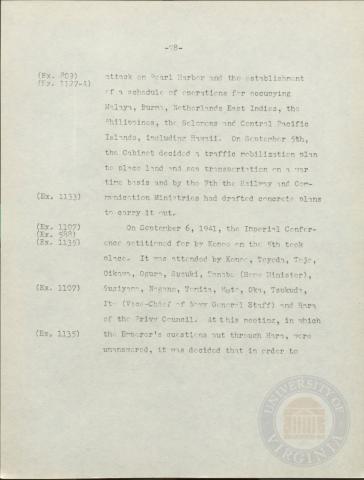 -78-
(Ex. 809) attack on Pearl Harbor and the establishment
(Ex. 1127-A) of a schedule of operations for occupying
Malaya, Burma, Netherlands East Indies, the
Philippines, the Solomons and Central Pacific
Islands, including Hawaii. On September 5th,
the Cabinet decided a traffic mobilization plan
to place land and sea transportation on a war
time basis and by the 7th the Railway and Com-
(Ex. 1133) munication Ministries had drafted concrete plans
to carry it out.
(Ex. 1107) On September 6, 1941, the Imperial Confer-
(Ex. 588) ence petitioned for by Konoe on the 5th took
(Ex. 1135) place. It was attended by Konoe, Toyoda, Tojo,
Oikawa, Ogura, Suzuki, Tanabe (Home Minister),
(Ex. 1107) Sugiyama, Nagano, Tomita, Muto, Oka, Tsukada,
Ito (Vice-Chief of Navy General Staff) and Hara
of the Privy Council. At this meeting, in which
(Ex. 1135) the Emperor's questions put through Hara, were
unanswered, it was decided that in order to
UNIVERSITY OF VIRGINIA